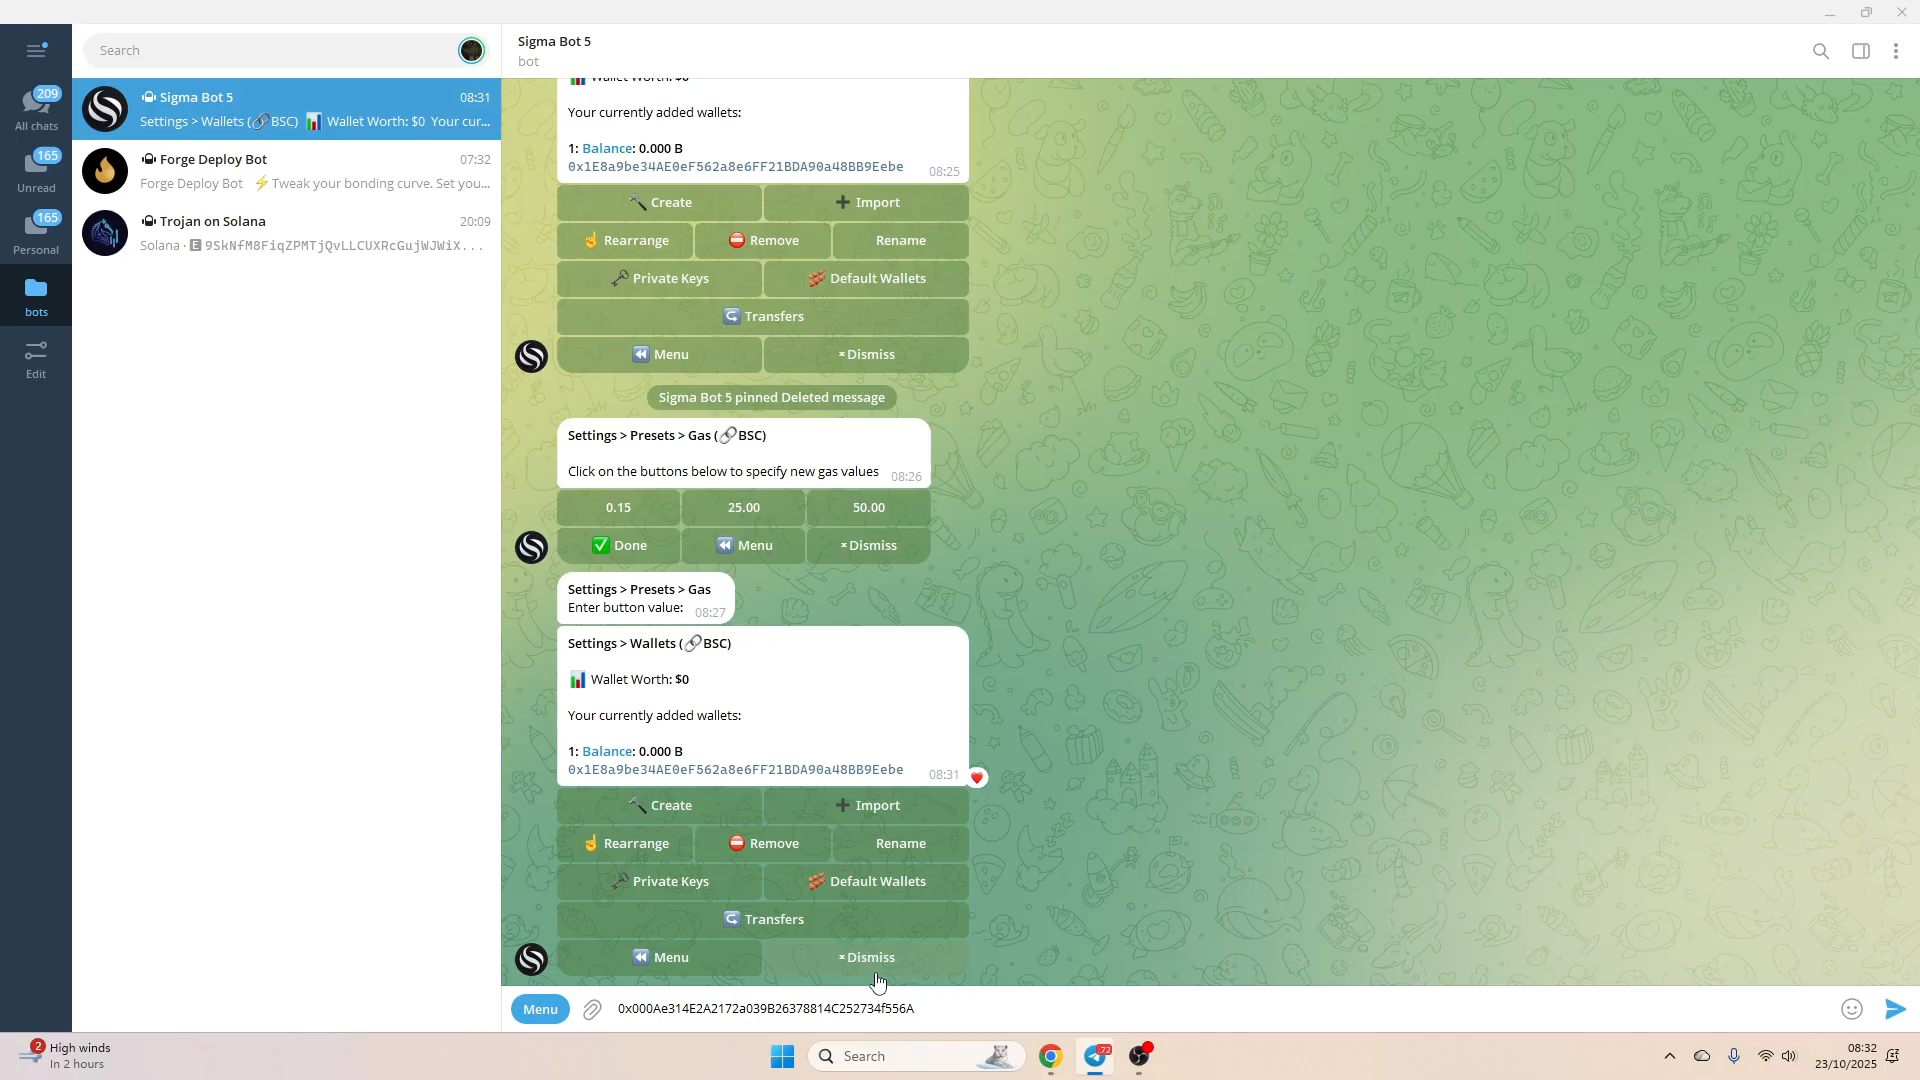 Search
Sigma Bot 5
bot
209
All chats
165
Unread
165
Personal
bots
Edit
Sigma Bot 5
08:31
Settings > Wallets (🔗BSC) 📊 Wallet Worth: $0 Your cur...
Forge Deploy Bot
07:32
Forge Deploy Bot ⚡Tweak your bonding curve. Set you...
Trojan on Solana
20:09
Solana · E 9SkNfM8FiqZPMTjQvLLCUXRcGujWJWiX...
📊 Wallet Worth: $0
Your currently added wallets:
1: Balance: 0.000 B
0x1E8a9be34AE0eF562a8e6FF21BDA90a48BB9Eebe
08:25
🔨 Create
➕ Import
☝ Rearrange
⛔ Remove
Rename
🗝 Private Keys
🧱 Default Wallets
↪ Transfers
⏪ Menu
×Dismiss
Sigma Bot 5 pinned Deleted message
Settings > Presets > Gas (🔗BSC)
Click on the buttons below to specify new gas values
08:26
0.15
25.00
50.00
✅ Done
⏪ Menu
×Dismiss
Settings > Presets > Gas
Enter button value:
08:27
Settings > Wallets (🔗BSC)
📊 Wallet Worth: $0
Your currently added wallets:
1: Balance: 0.000 B
0x1E8a9be34AE0eF562a8e6FF21BDA90a48BB9Eebe
08:31
🔨 Create
➕ Import
☝ Rearrange
⛔ Remove
Rename
🗝 Private Keys
🧱 Default Wallets
↪ Transfers
⏪ Menu
×Dismiss
Menu
0x000Ae314E2A2172a039B26378814C252734f556A
2
High winds
In 2 hours
Search
72
08:32
23/10/2025